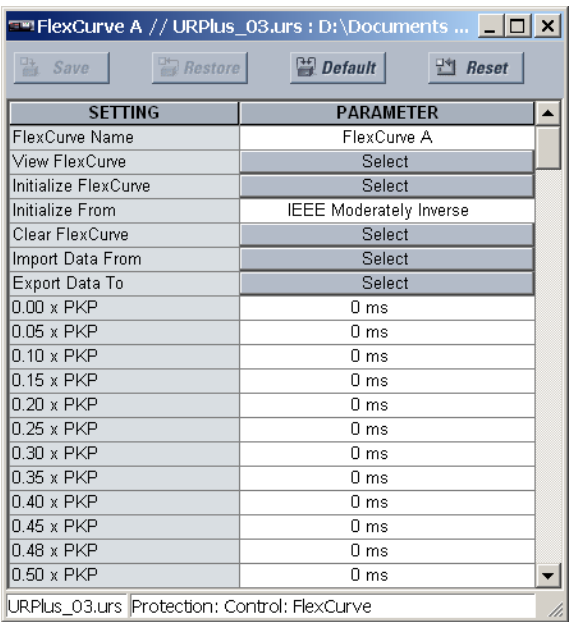 FlexCurve A // URPlus_03.urs : D:\Documents ...
Save Restore Default Reset
SETTING PARAMETER
FlexCurve Name FlexCurve A
View FlexCurve Select
Initialize FlexCurve Select
Initialize From IEEE Moderately Inverse
Clear FlexCurve Select
Import Data From Select
Export Data To Select
0.00 x PKP 0 ms
0.05 x PKP 0 ms
0.10 x PKP 0 ms
0.15 x PKP 0 ms
0.20 x PKP 0 ms
0.25 x PKP 0 ms
0.30 x PKP 0 ms
0.35 x PKP 0 ms
0.40 x PKP 0 ms
0.45 x PKP 0 ms
0.48 x PKP 0 ms
0.50 x PKP 0 ms
URPlus_03.urs Protection: Control: FlexCurve